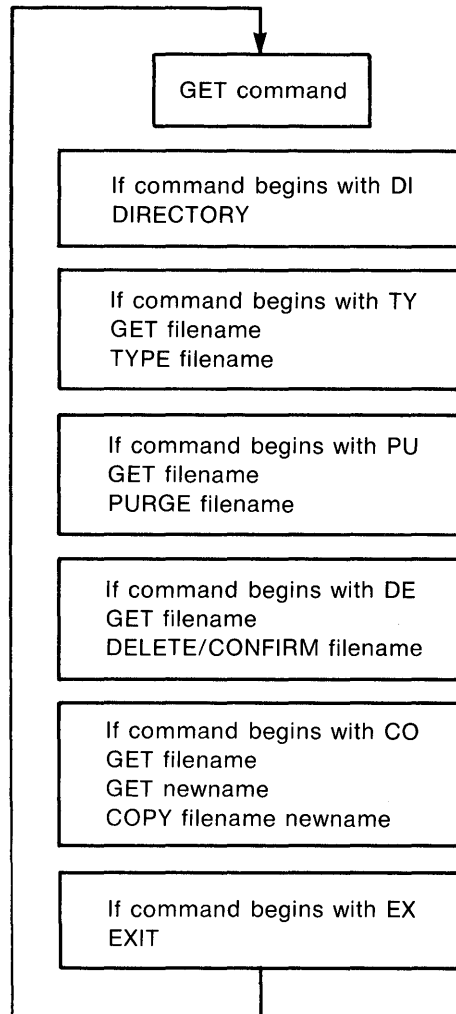 GET command
If command begins with DI
DIRECTORY
If command begins with TY
GET filename
TYPE filename
If command begins with PU
GET filename
PURGE filename
If command begins with DE
GET filename
DELETE/CONFIRM filename
If command begins with CO
GET filename
GET newname
COPY filename newname
If command begins with EX
EXIT